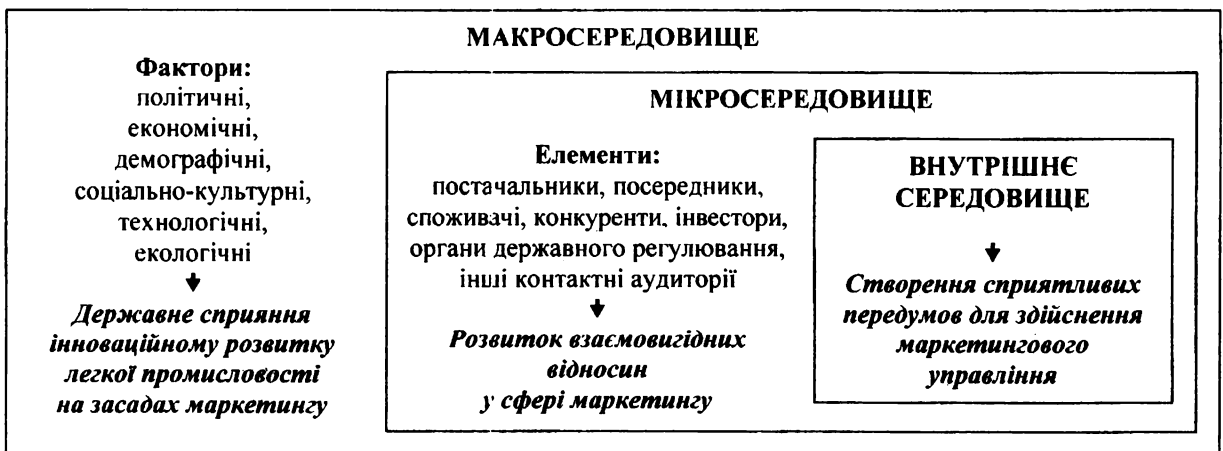 МАКРОСЕРЕДОВИЩЕ
Фактори:
політичні,
економічні,
демографічні,
соціально-культурні,
технологічні,
екологічні
Державне сприяння
інноваційному розвитку
легкої промисловості
на засадах маркетингу
МІКРОСЕРЕДОВИЩЕ
Елементи:
постачальники, посередники,
споживачі, конкуренти, інвестори,
органи державного регулювання,
інші контактні аудиторії
Розвиток взаємовигідних
відносин
у сфері маркетингу
ВНУТРІШНЄ
СЕРЕДОВИЩЕ
Створення сприятливих
передумов для здійснення
маркетингового
управління